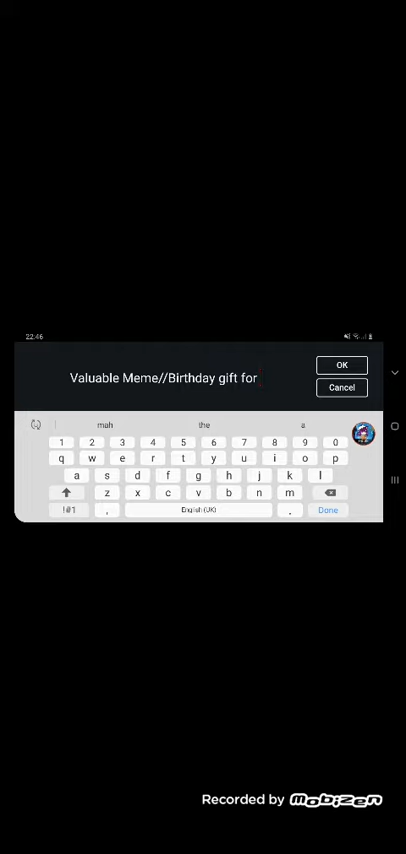 22:46
Valuable Meme//Birthday gift for
OK
Cancel
mah the a
1 2 3 4 5 6 7 8 9 0
q w e r t y u i o p
a s d f g h j k l
z x c v b n m
!#1 , English (UK) . Done
Recorded by Mobizen